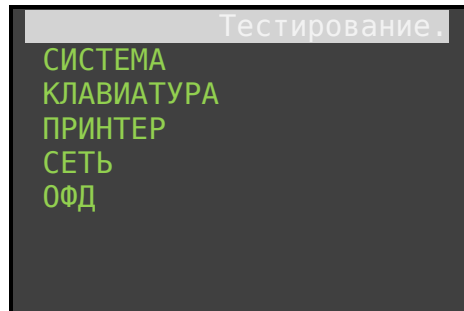 Тестирование.
СИСТЕМА
КЛАВИАТУРА
ПРИНТЕР
СЕТЬ
ОФД